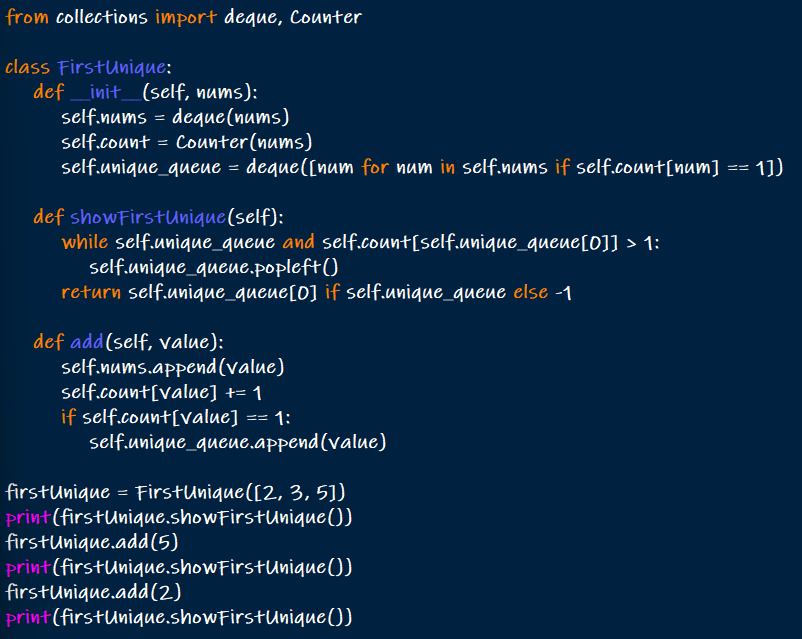 from collections import deque, Counter

class FirstUnique:
    def __init__(self, nums):
        self.nums = deque(nums)
        self.count = Counter(nums)
        self.unique_queue = deque([num for num in self.nums if self.count[num] == 1])

    def showFirstUnique(self):
        while self.unique_queue and self.count[self.unique_queue[0]] > 1:
            self.unique_queue.popleft()
        return self.unique_queue[0] if self.unique_queue else -1

    def add(self, value):
        self.nums.append(value)
        self.count[value] += 1
        if self.count[value] == 1:
            self.unique_queue.append(value)

firstUnique = FirstUnique([2, 3, 5])
print(firstUnique.showFirstUnique())
firstUnique.add(5)
print(firstUnique.showFirstUnique())
firstUnique.add(2)
print(firstUnique.showFirstUnique())